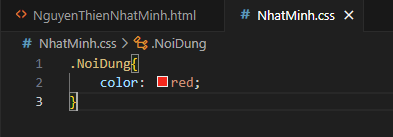 NguyenThienNhatMinh.html
# NhatMinh.css ×
# NhatMinh.css > .NoiDung
1 .NoiDung{
2 color: red;
3 }